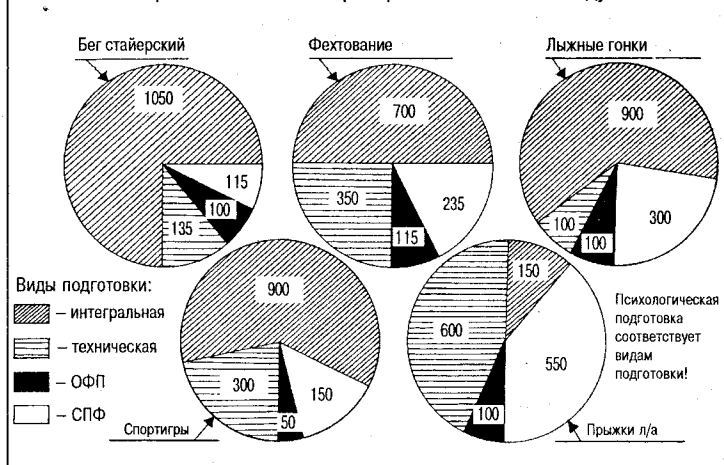 Бег стайерский
Фехтование
Лыжные гонки
1050
115
100
135
700
350
235
115
900
300
100
100
Виды подготовки:
– интегральная
– техническая
– ОФП
– СПФ
900
300
150
50
Спортигры
150
600
550
100
Прыжки л/а
Психологическая
подготовка
соответствует
видам
подготовки!